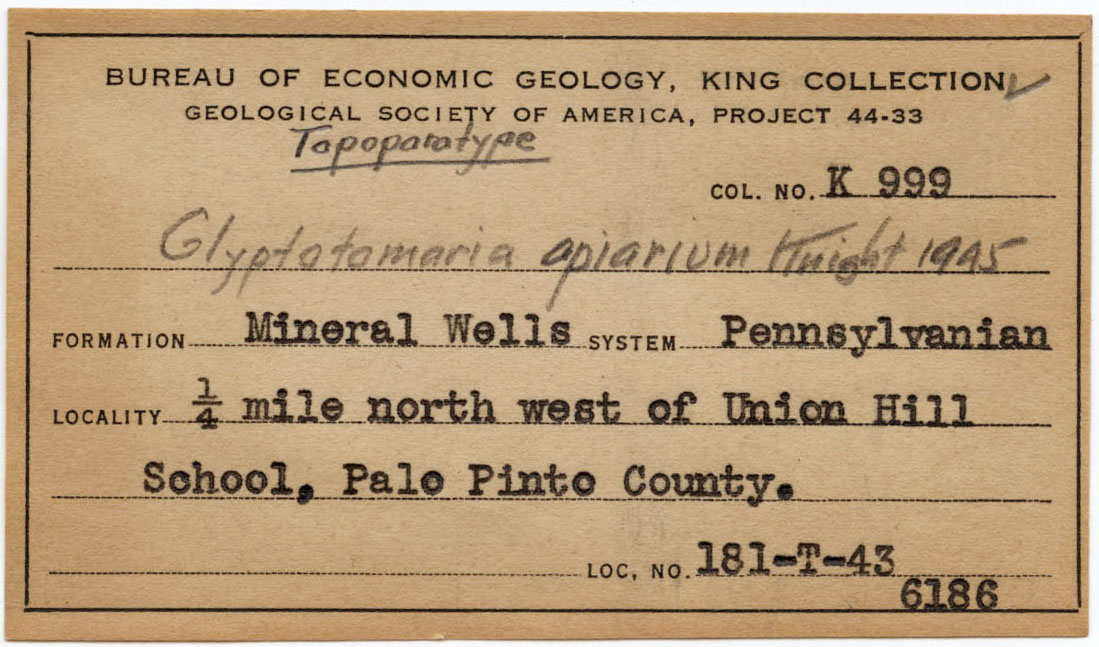 BUREAU OF ECONOMIC GEOLOGY, KING COLLECTION ✓
GEOLOGICAL SOCIETY OF AMERICA, PROJECT 44-33
Topoparatype
COL. NO. K 999
Glyptotomaria apiarium Knight 1945
FORMATION Mineral Wells SYSTEM Pennsylvanian
LOCALITY 1/4 mile north west of Union Hill
School, Palo Pinto County.
LOC. NO. 181-T-43
6186